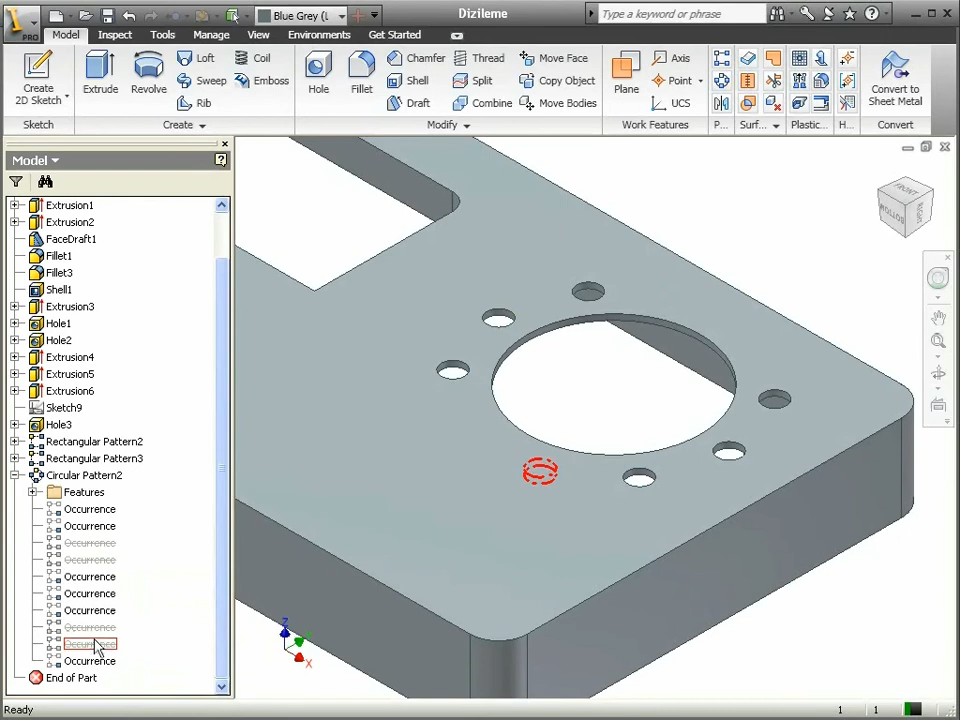 PRO
Blue Grey (L
Dizileme
Type a keyword or phrase
Model Inspect Tools Manage View Environments Get Started
Create
2D Sketch
Extrude
Revolve
Loft
Sweep
Rib
Coil
Emboss
Hole
Fillet
Chamfer
Shell
Draft
Thread
Split
Combine
Move Face
Copy Object
Move Bodies
Plane
Axis
Point
UCS
Convert to
Sheet Metal
Sketch Create Modify Work Features P... Surf... Plastic... H... Convert
Model
Extrusion1
Extrusion2
FaceDraft1
Fillet1
Fillet3
Shell1
Extrusion3
Hole1
Hole2
Extrusion4
Extrusion5
Extrusion6
Sketch9
Hole3
Rectangular Pattern2
Rectangular Pattern3
Circular Pattern2
Features
Occurrence
Occurrence
Occurrence
Occurrence
Occurrence
Occurrence
Occurrence
Occurrence
Occurrence
Occurrence
End of Part
FRONT
BOTTOM
RIGHT
Z
X
Ready
1 1